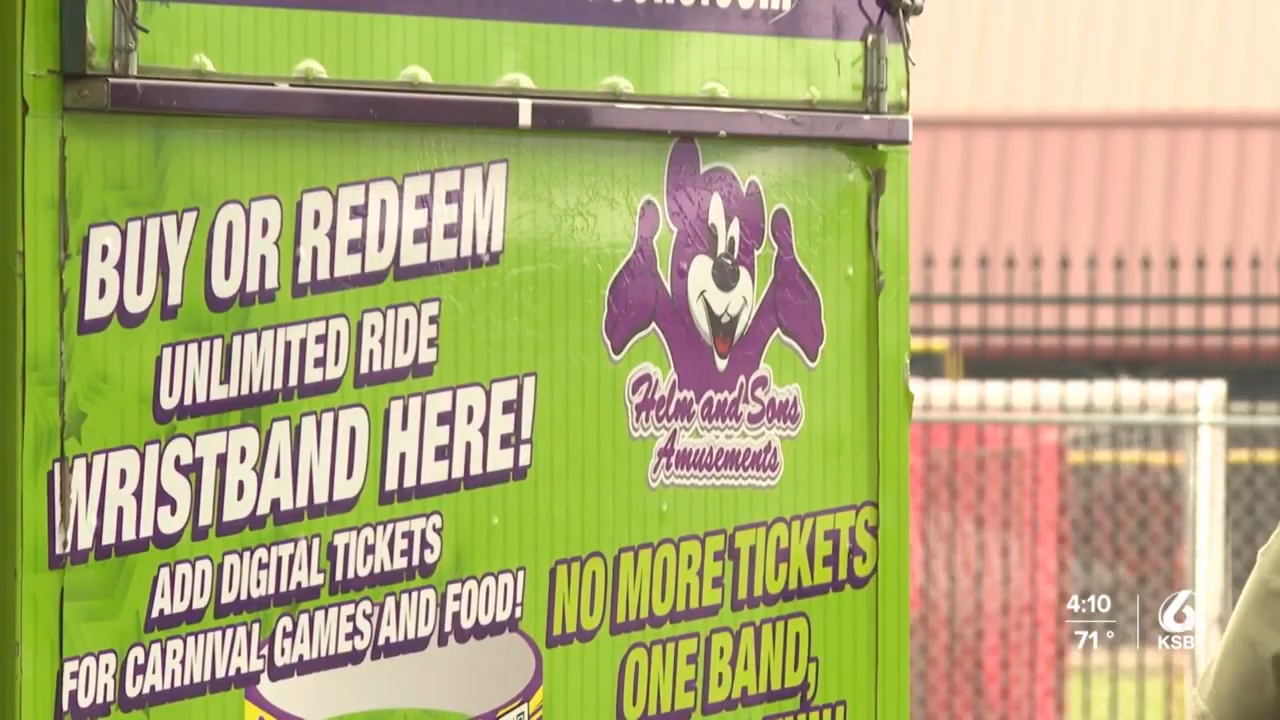 BUY OR REDEEM
UNLIMITED RIDE
WRISTBAND HERE!
ADD DIGITAL TICKETS
FOR CARNIVAL GAMES AND FOOD!
Helm and Sons
Amusements
NO MORE TICKETS
ONE BAND,
4:10
71°
6
KSBY